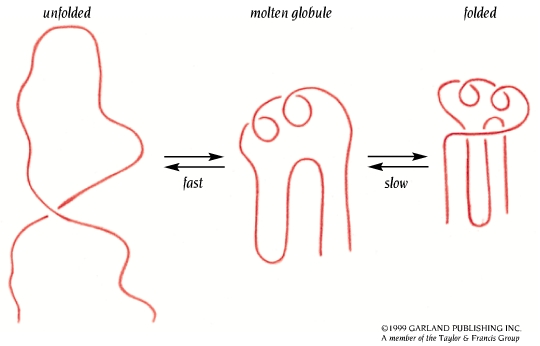 unfolded
molten globule
folded
fast
slow
©1999 GARLAND PUBLISHING INC.
A member of the Taylor & Francis Group